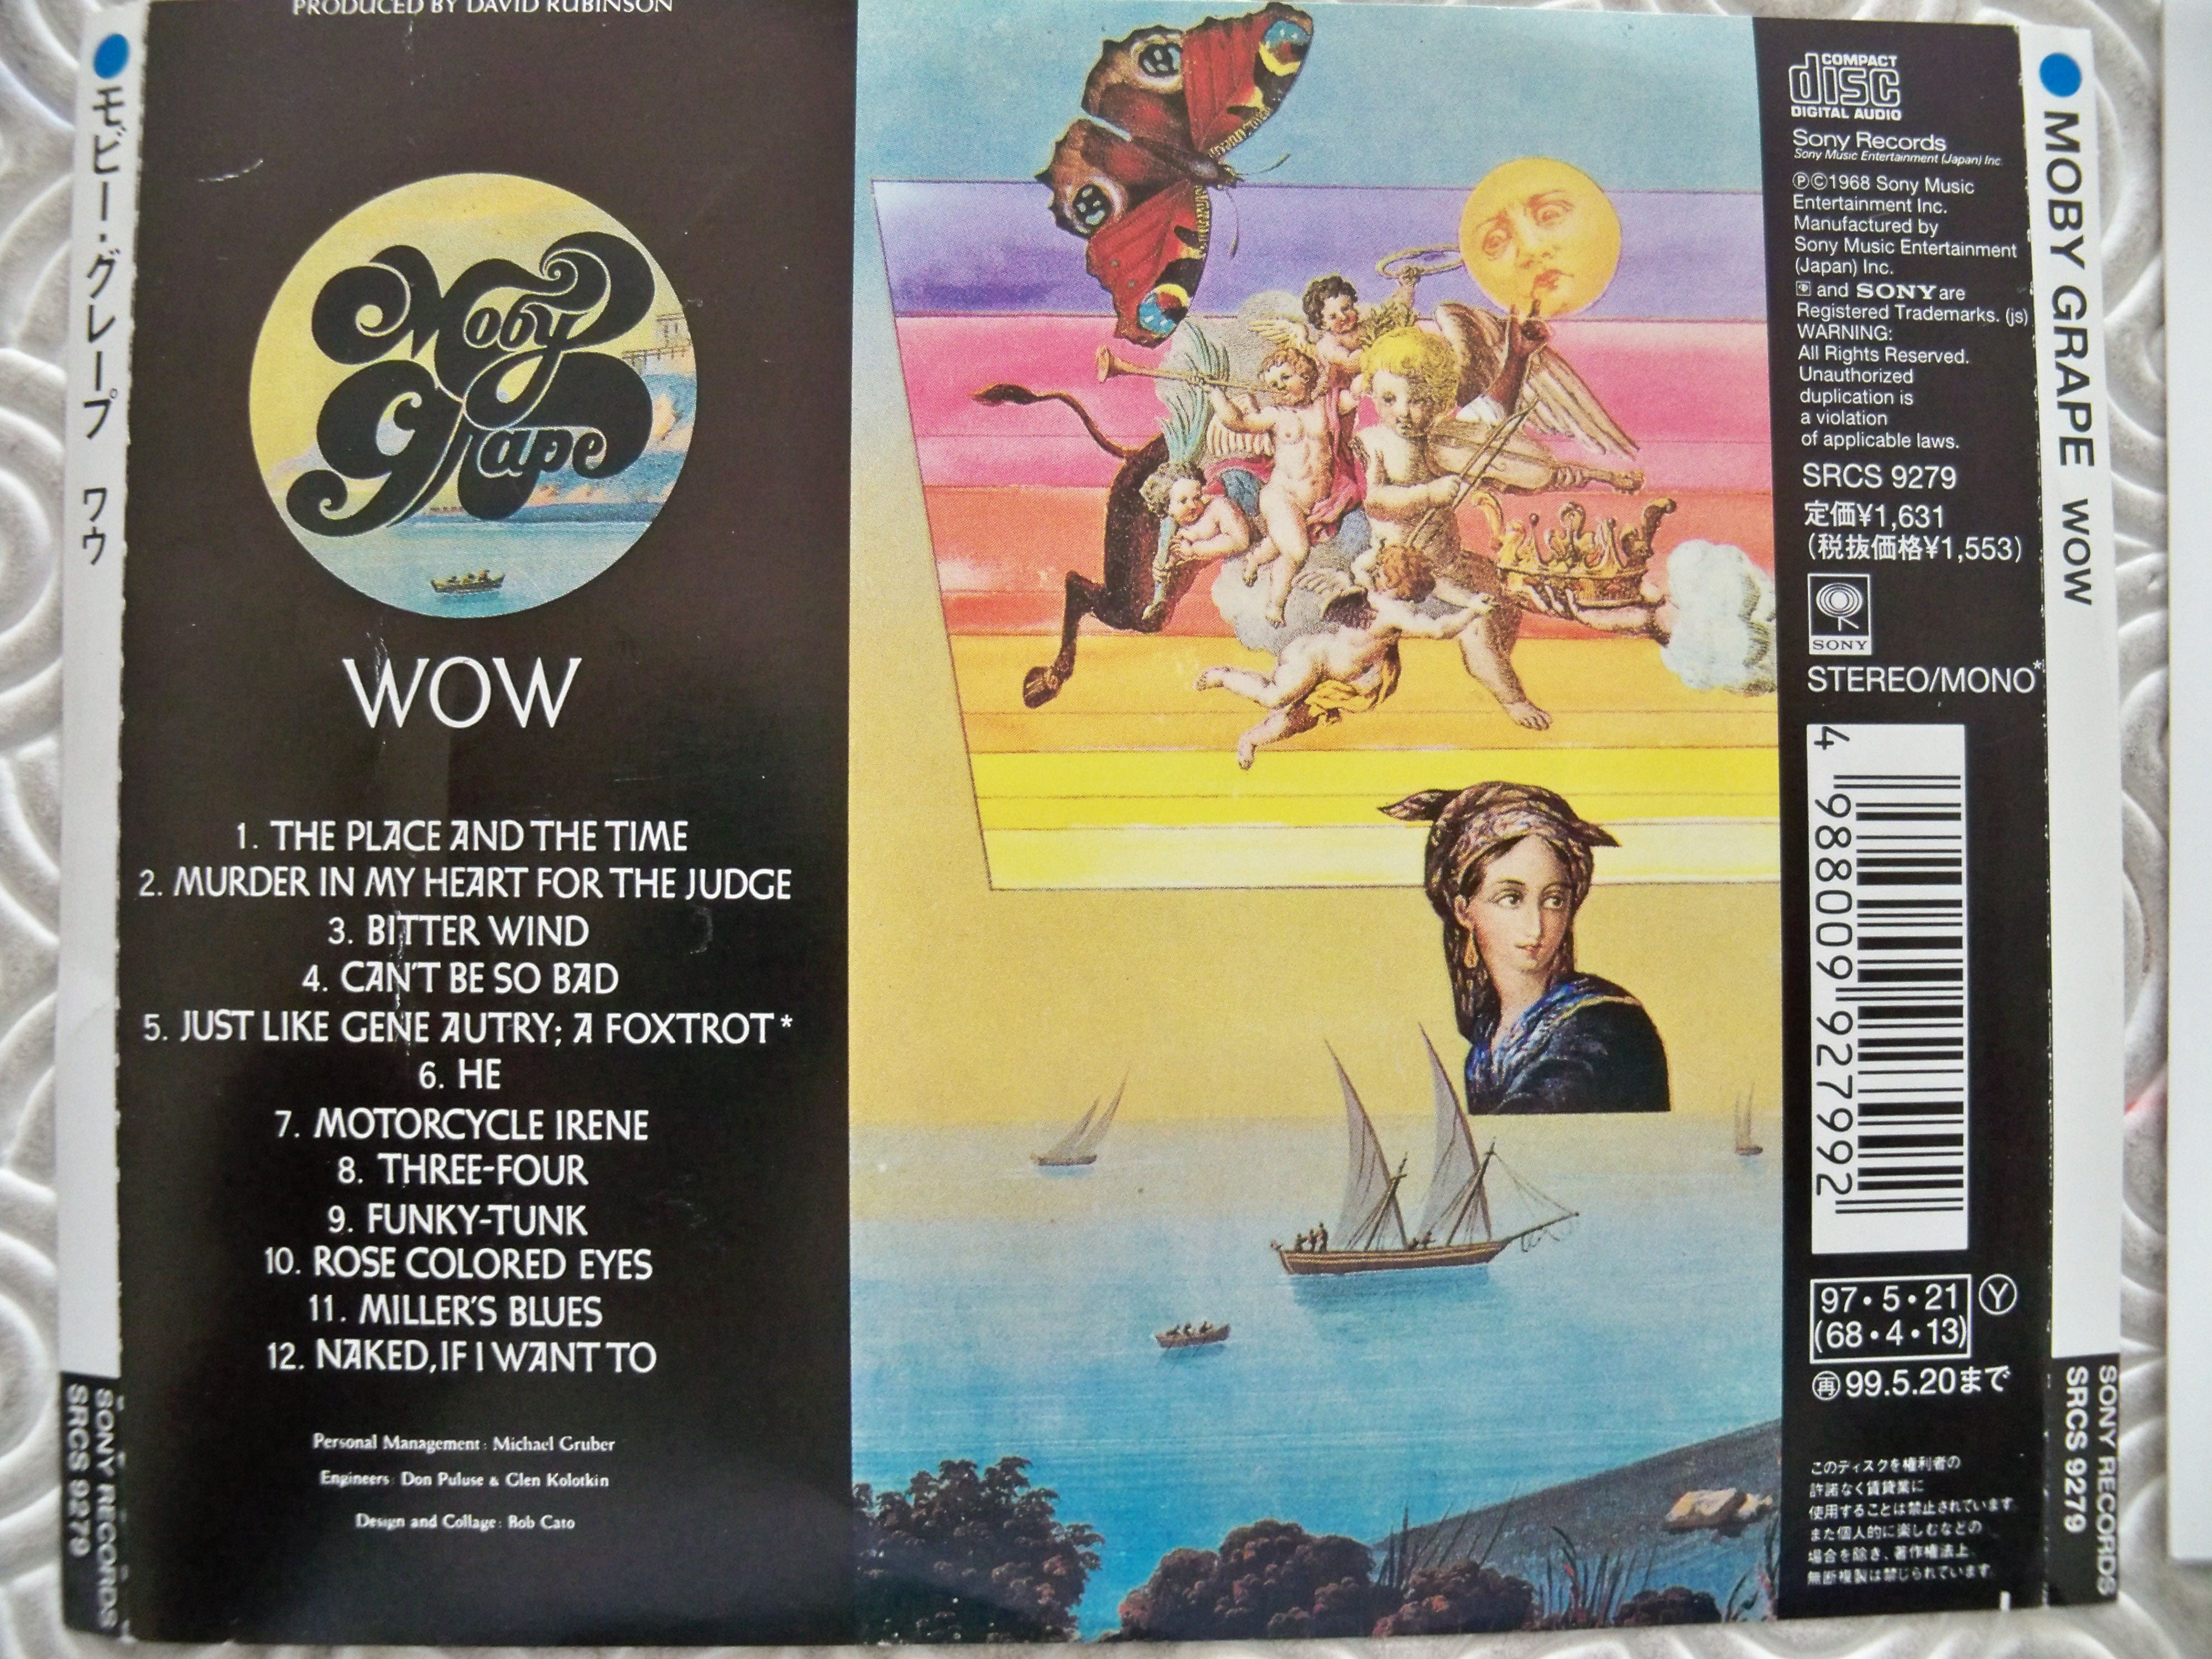 PRODUCED BY DAVID RUBINSON
モビー・グレープ ワウ
SONY RECORDS
SRCS 9279
Moby
Grape
WOW
1. THE PLACE AND THE TIME
2. MURDER IN MY HEART FOR THE JUDGE
3. BITTER WIND
4. CAN'T BE SO BAD
5. JUST LIKE GENE AUTRY; A FOXTROT*
6. HE
7. MOTORCYCLE IRENE
8. THREE-FOUR
9. FUNKY-TUNK
10. ROSE COLORED EYES
11. MILLER'S BLUES
12. NAKED, IF I WANT TO
Personal Management: Michael Gruber
Engineers: Don Puluse & Glen Kolotkin
Design and Collage: Bob Cato
COMPACT
disc
DIGITAL AUDIO
Sony Records
Sony Music Entertainment (Japan) Inc.
Ⓟ©1968 Sony Music
Entertainment Inc.
Manufactured by
Sony Music Entertainment
(Japan) Inc.
and SONY are
Registered Trademarks. (js)
WARNING:
All Rights Reserved.
Unauthorized
duplication is
a violation
of applicable laws.
SRCS 9279
定価¥1,631
(税抜価格¥1,553)
SONY
STEREO/MONO*
4 988009 927992
97・5・21 Ⓨ
(68・4・13)
㊢99.5.20まで
このディスクを権利者の
許諾なく賃貸業に
使用することは禁止されています。
また個人的に楽しむなどの
場合を除き、著作権法上、
無断複製は禁じられています。
MOBY GRAPE WOW
SONY RECORDS
SRCS 9279